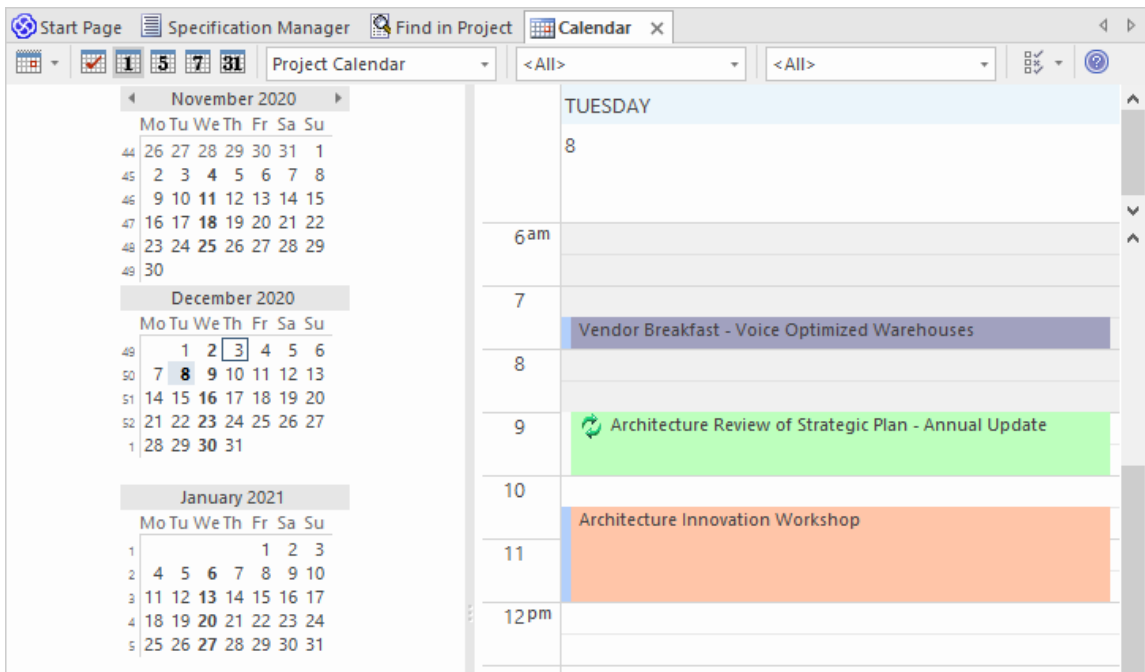 Start Page Specification Manager Find in Project Calendar
1 5 7 31 Project Calendar <All> <All>
November 2020
Mo Tu We Th Fr Sa Su
44 26 27 28 29 30 31 1
45 2 3 4 5 6 7 8
46 9 10 11 12 13 14 15
47 16 17 18 19 20 21 22
48 23 24 25 26 27 28 29
49 30
December 2020
Mo Tu We Th Fr Sa Su
49 1 2 3 4 5 6
50 7 8 9 10 11 12 13
51 14 15 16 17 18 19 20
52 21 22 23 24 25 26 27
1 28 29 30 31
January 2021
Mo Tu We Th Fr Sa Su
1 1 2 3
2 4 5 6 7 8 9 10
3 11 12 13 14 15 16 17
4 18 19 20 21 22 23 24
5 25 26 27 28 29 30 31
TUESDAY
8
6 am
7
Vendor Breakfast - Voice Optimized Warehouses
8
9 Architecture Review of Strategic Plan - Annual Update
10
Architecture Innovation Workshop
11
12 pm